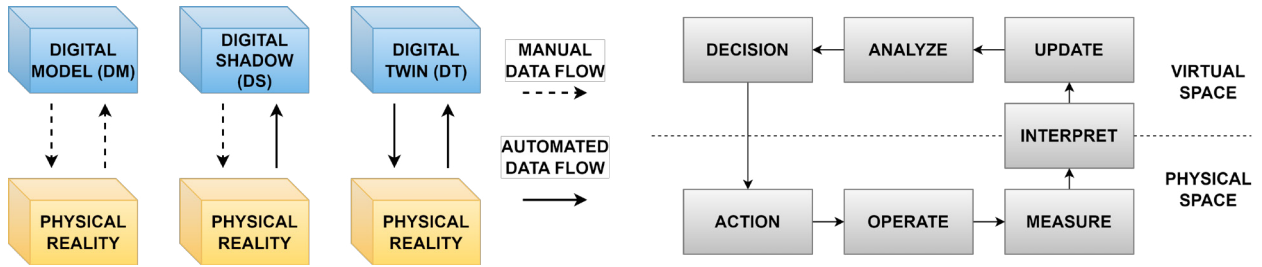 DIGITAL
MODEL (DM)
PHYSICAL
REALITY
DIGITAL
SHADOW
(DS)
PHYSICAL
REALITY
DIGITAL
TWIN (DT)
PHYSICAL
REALITY
MANUAL
DATA FLOW
AUTOMATED
DATA FLOW
DECISION
ANALYZE
UPDATE
VIRTUAL
SPACE
INTERPRET
PHYSICAL
SPACE
ACTION
OPERATE
MEASURE